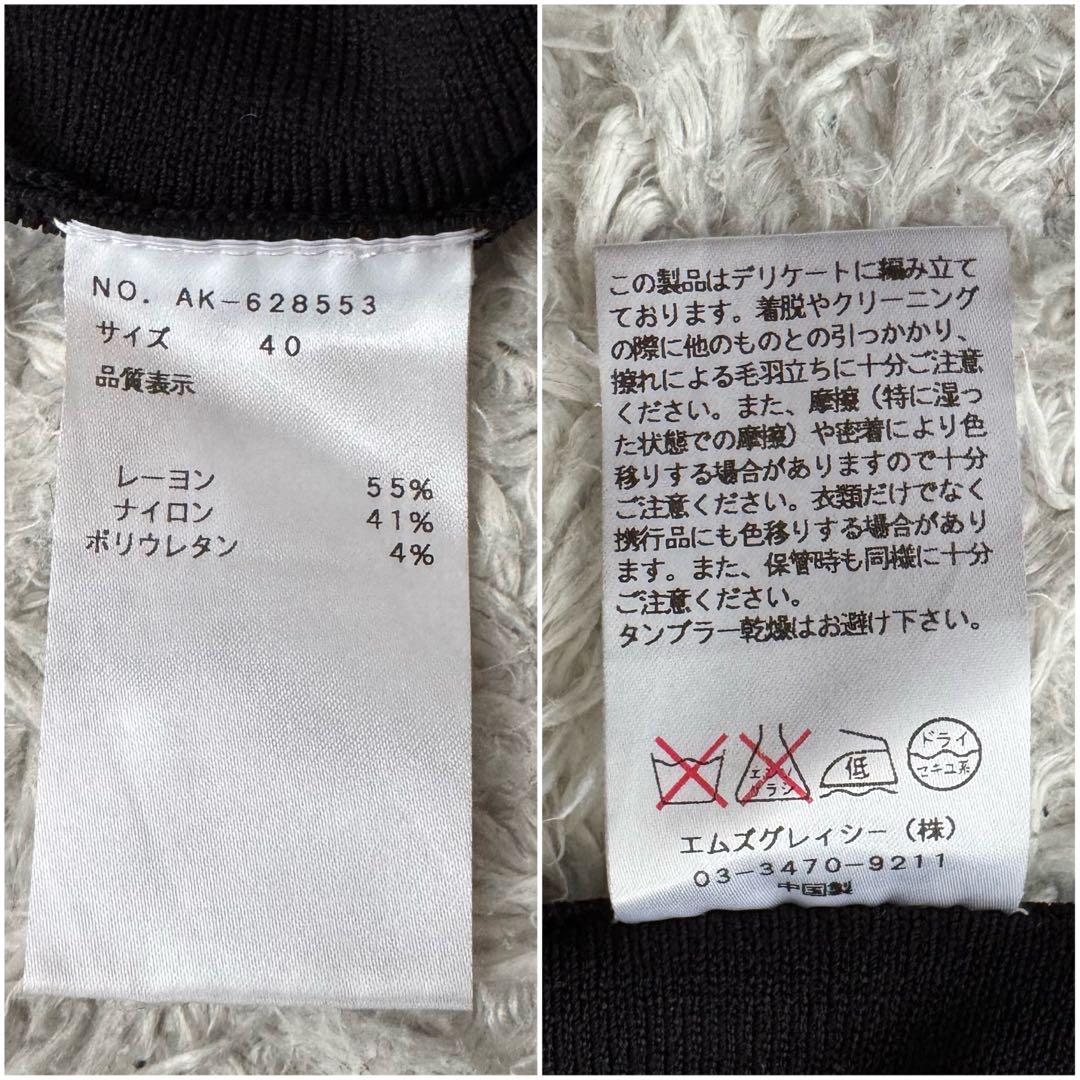 NO. AK-628553
サイズ 40
品質表示
レーヨン 55%
ナイロン 41%
ポリウレタン 4%
この製品はデリケートに編み立て
ております。着脱やクリーニング
の際に他のものとの引っかかり、
擦れによる毛羽立ちに十分ご注意
ください。また、摩擦（特に湿っ
た状態での摩擦）や密着により色
移りする場合がありますので十分
ご注意ください。衣類だけでなく
携行品にも色移りする場合があり
ます。また、保管時も同様に十分
ご注意ください。
タンブラー乾燥はお避け下さい。
エンソ
サラシ
低
ドライ
セキユ系
エムズグレイシー（株）
03-3470-9211
中国製